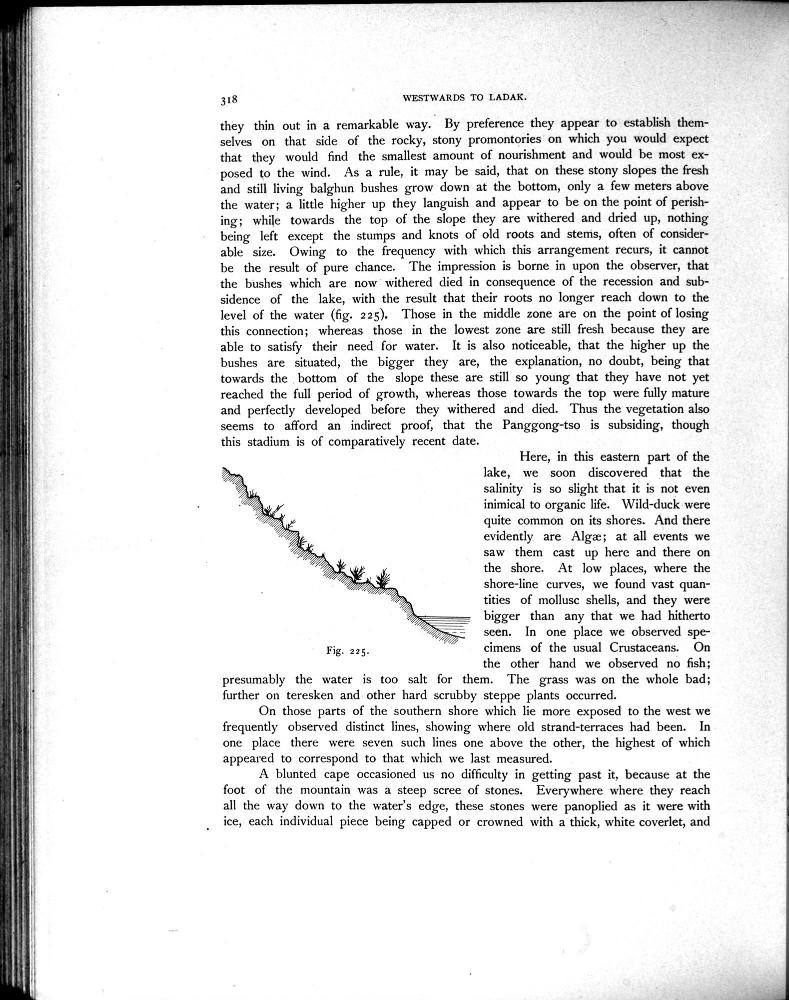 318
WESTWARDS TO LADAK.
they thin out in a remarkable way. By preference they appear to establish them-
selves on that side of the rocky, stony promontories on which you would expect
that they would find the smallest amount of nourishment and would be most ex-
posed to the wind. As a rule, it may be said, that on these stony slopes the fresh
and still living balghun bushes grow down at the bottom, only a few meters above
the water; a little higher up they languish and appear to be on the point of perish-
ing; while towards the top of the slope they are withered and dried up, nothing
being left except the stumps and knots of old roots and stems, often of consider-
able size. Owing to the frequency with which this arrangement recurs, it cannot
be the result of pure chance. The impression is borne in upon the observer, that
the bushes which are now withered died in consequence of the recession and sub-
sidence of the lake, with the result that their roots no longer reach down to the
level of the water (fig. 225). Those in the middle zone are on the point of losing
this connection; whereas those in the lowest zone are still fresh because they are
able to satisfy their need for water. It is also noticeable, that the higher up the
bushes are situated, the bigger they are, the explanation, no doubt, being that
towards the bottom of the slope these are still so young that they have not yet
reached the full period of growth, whereas those towards the top were fully mature
and perfectly developed before they withered and died. Thus the vegetation also
seems to afford an indirect proof, that the Panggong-tso is subsiding, though
this stadium is of comparatively recent date.
Here, in this eastern part of the
lake, we soon discovered that the
salinity is so slight that it is not even
inimical to organic life. Wild-duck were
quite common on its shores. And there
evidently are Algæ; at all events we
saw them cast up here and there on
the shore. At low places, where the
shore-line curves, we found vast quan-
tities of mollusc shells, and they were
bigger than any that we had hitherto
seen. In one place we observed spe-
cimens of the usual Crustaceans. On
the other hand we observed no fish;
Fig. 225.
presumably the water is too salt for them. The grass was on the whole bad;
further on teresken and other hard scrubby steppe plants occurred.
On those parts of the southern shore which lie more exposed to the west we
frequently observed distinct lines, showing where old strand-terraces had been. In
one place there were seven such lines one above the other, the highest of which
appeared to correspond to that which we last measured.
A blunted cape occasioned us no difficulty in getting past it, because at the
foot of the mountain was a steep scree of stones. Everywhere where they reach
all the way down to the water's edge, these stones were panoplied as it were with
ice, each individual piece being capped or crowned with a thick, white coverlet, and